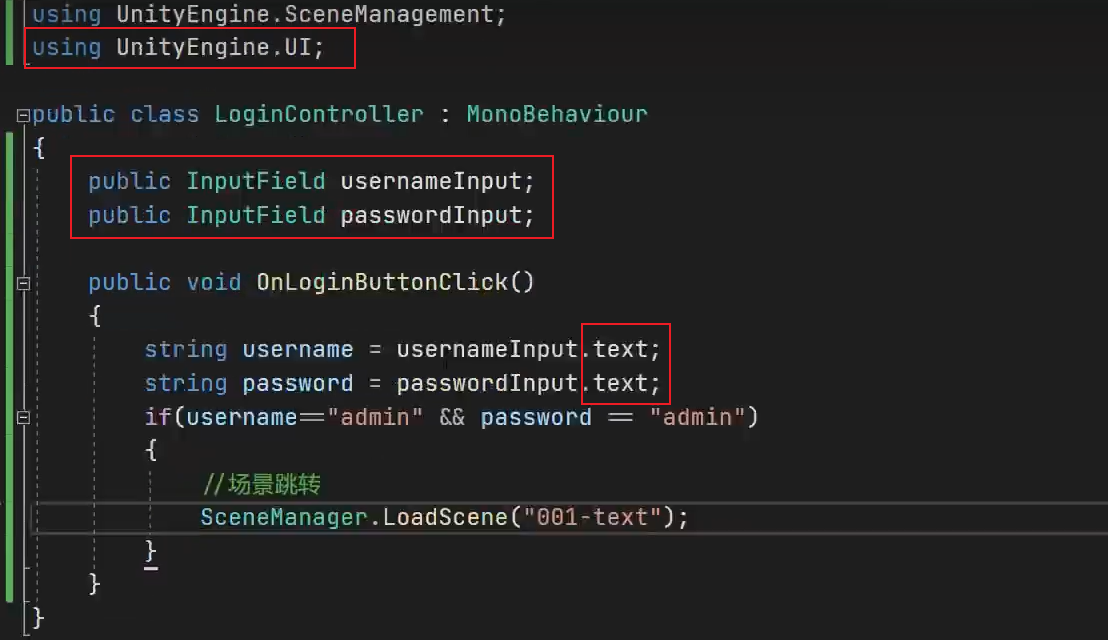 using UnityEngine.SceneManagement;
using UnityEngine.UI;
public class LoginController : MonoBehaviour
{
public InputField usernameInput;
public InputField passwordInput;
public void OnLoginButtonClick()
{
string username = usernameInput.text;
string password = passwordInput.text;
if(username=="admin" && password == "admin")
{
//场景跳转
SceneManager.LoadScene("001-text");
}
}
}